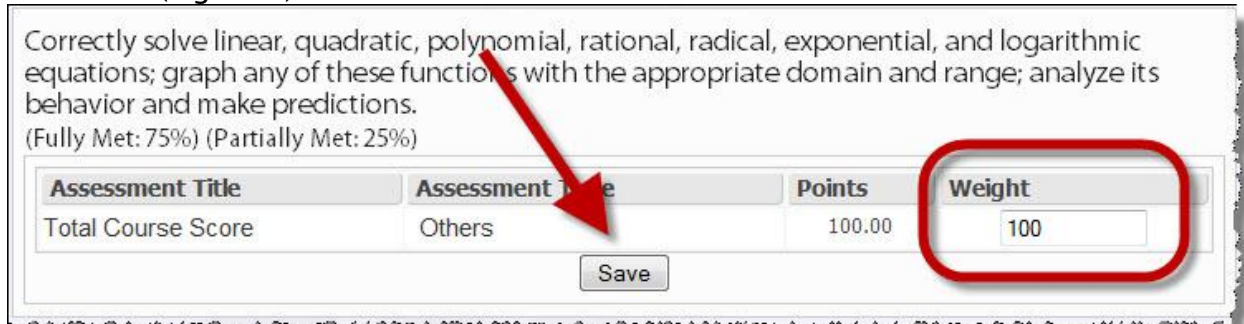 Correctly solve linear, quadratic, polynomial, rational, radical, exponential, and logarithmic
equations; graph any of these functions with the appropriate domain and range; analyze its
behavior and make predictions.
(Fully Met: 75%) (Partially Met: 25%)
Assessment Title Assessment Points Weight
Total Course Score Others 100.00 100
Save